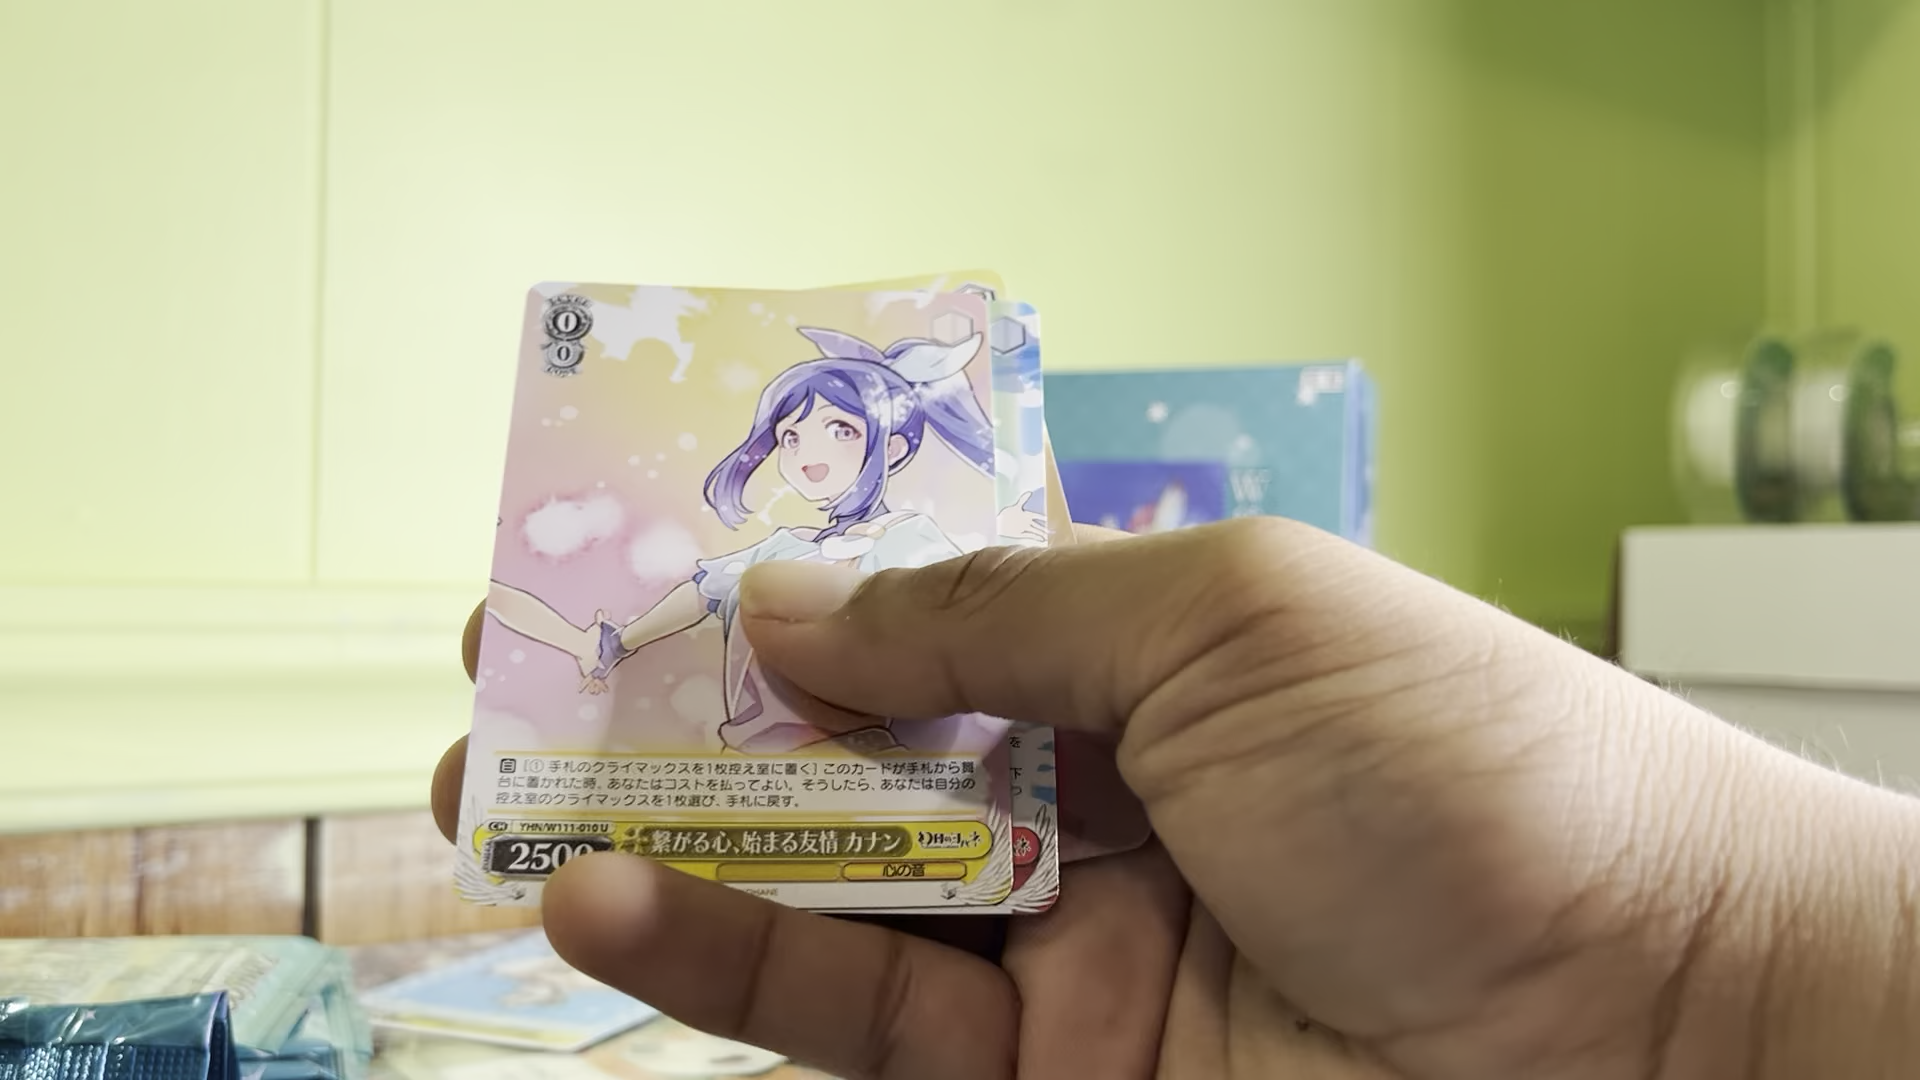 0
0
自 [① 手札のクライマックスを1枚控え室に置く] このカードが手札から舞
台に置かれた時、あなたはコストを払ってよい。そうしたら、あなたは自分の
控え室のクライマックスを1枚選び、手札に戻す。
を
下
CH YHN/W111-010 U
2500
繋がる心、始まる友情 カナン
心の音